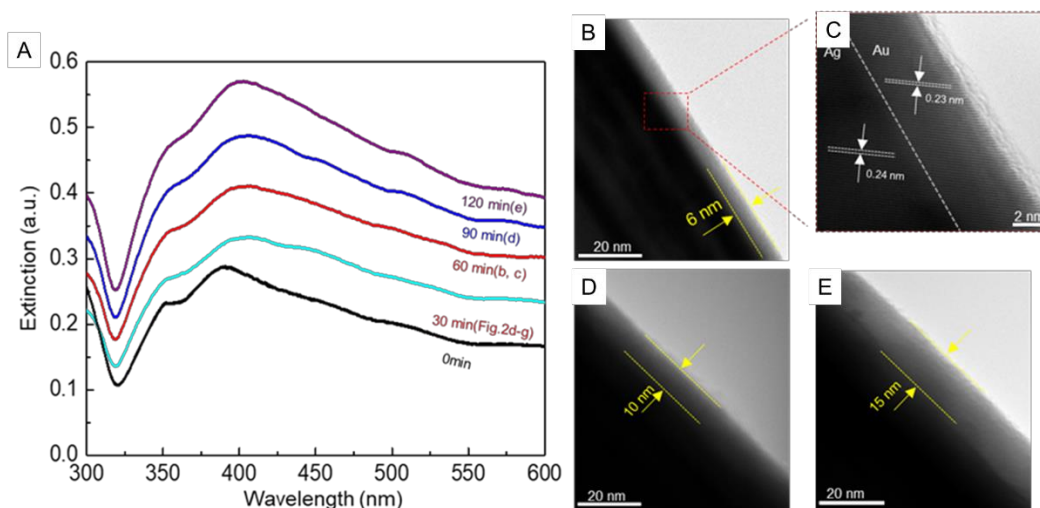 A
0.6
0.5
0.4
0.3
0.2
0.1
0.0
Extinction (a.u.)
120 min(e)
90 min(d)
60 min(b, c)
30 min(Fig.2d-g)
0min
300 350 400 450 500 550 600
Wavelength (nm)
B
6 nm
20 nm
C
Ag
Au
0.23 nm
0.24 nm
2 nm
D
10 nm
20 nm
E
15 nm
20 nm